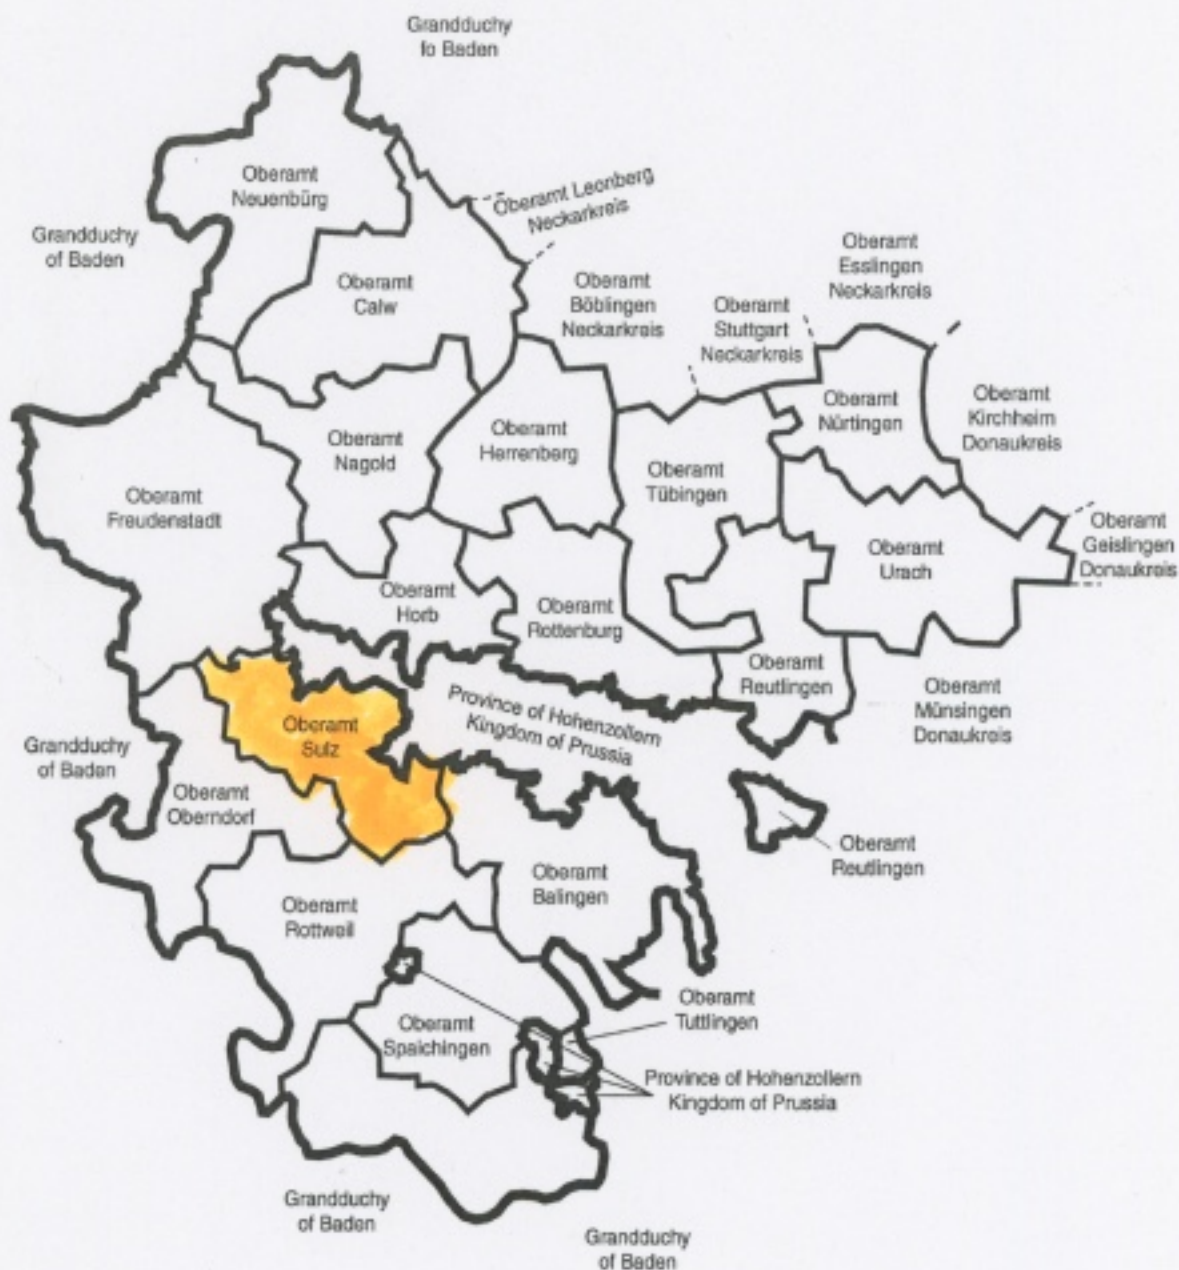 Grandduchy
fo Baden
Oberamt
Neuenbürg
Oberamt Leonberg
Neckarkreis
Grandduchy
of Baden
Oberamt
Esslingen
Neckarkreis
Oberamt
Calw
Oberamt
Böblingen
Neckarkreis
Oberamt
Stuttgart
Neckarkreis
Oberamt
Nürtingen
Oberamt
Kirchheim
Donaukreis
Oberamt
Nagold
Oberamt
Herrenberg
Oberamt
Tübingen
Oberamt
Freudenstadt
Oberamt
Urach
Oberamt
Geislingen
Donaukreis
Oberamt
Horb
Oberamt
Rottenburg
Oberamt
Reutlingen
Oberamt
Münsingen
Donaukreis
Province of Hohenzollern
Kingdom of Prussia
Oberamt
Sulz
Grandduchy
of Baden
Oberamt
Oberndorf
Oberamt
Reutlingen
Oberamt
Balingen
Oberamt
Rottweil
Oberamt
Tuttlingen
Oberamt
Spaichingen
Province of Hohenzollern
Kingdom of Prussia
Grandduchy
of Baden
Grandduchy
of Baden